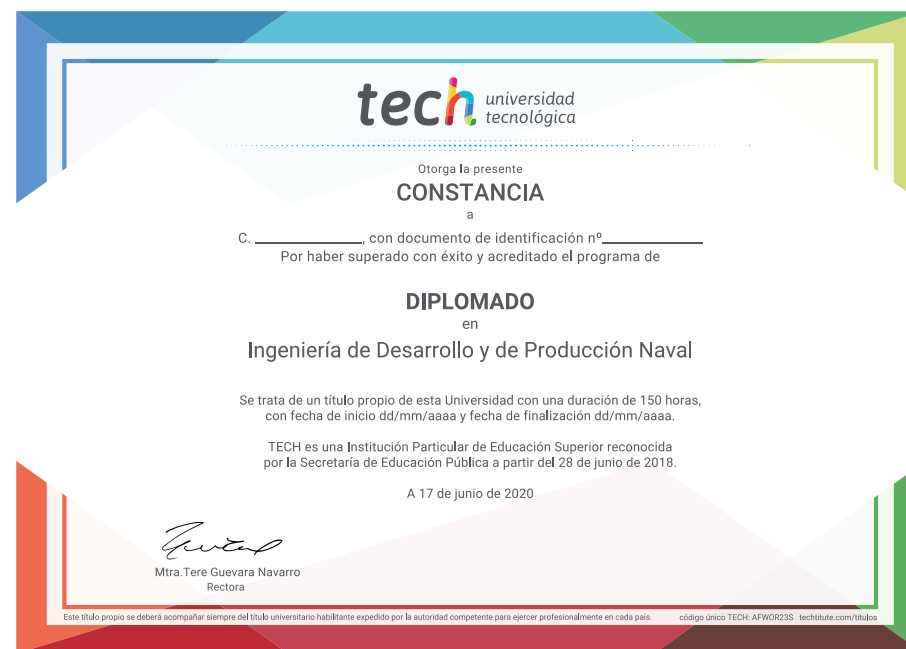 tech universidad
tecnológica
Otorga la presente
CONSTANCIA
a
C. ____________, con documento de identificación nº____________
Por haber superado con éxito y acreditado el programa de
DIPLOMADO
en
Ingeniería de Desarrollo y de Producción Naval
Se trata de un título propio de esta Universidad con una duración de 150 horas,
con fecha de inicio dd/mm/aaaa y fecha de finalización dd/mm/aaaa.
TECH es una Institución Particular de Educación Superior reconocida
por la Secretaría de Educación Pública a partir del 28 de junio de 2018.
A 17 de junio de 2020
Mtra.Tere Guevara Navarro
Rectora
Este título propio se deberá acompañar siempre del título universitario habilitante expedido por la autoridad competente para ejercer profesionalmente en cada país. código único TECH: AFWOR23S techtitute.com/titulos